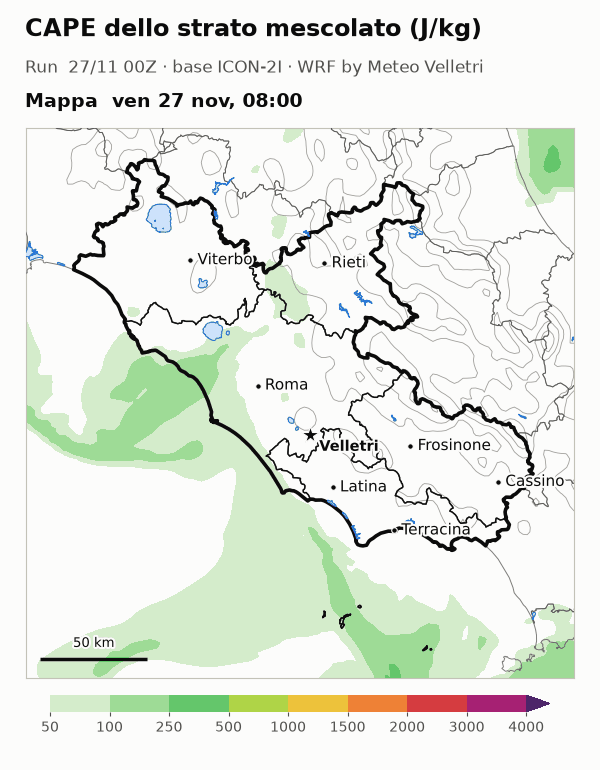 CAPE dello strato mescolato (J/kg)
Run 27/11 00Z · base ICON-2I · WRF by Meteo Velletri
Mappa ven 27 nov, 08:00
Viterbo
Rieti
Roma
Velletri
Frosinone
Cassino
Latina
Terracina
50 km
50 100 250 500 1000 1500 2000 3000 4000